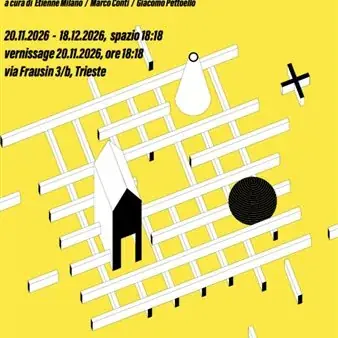 a cura di Etienne Milano / Marco Conti / Giacomo Pettoello
20.11.2026 - 18.12.2026, spazio 18:18
vernissage 20.11.2026, ore 18:18
via Frausin 3/b, Trieste